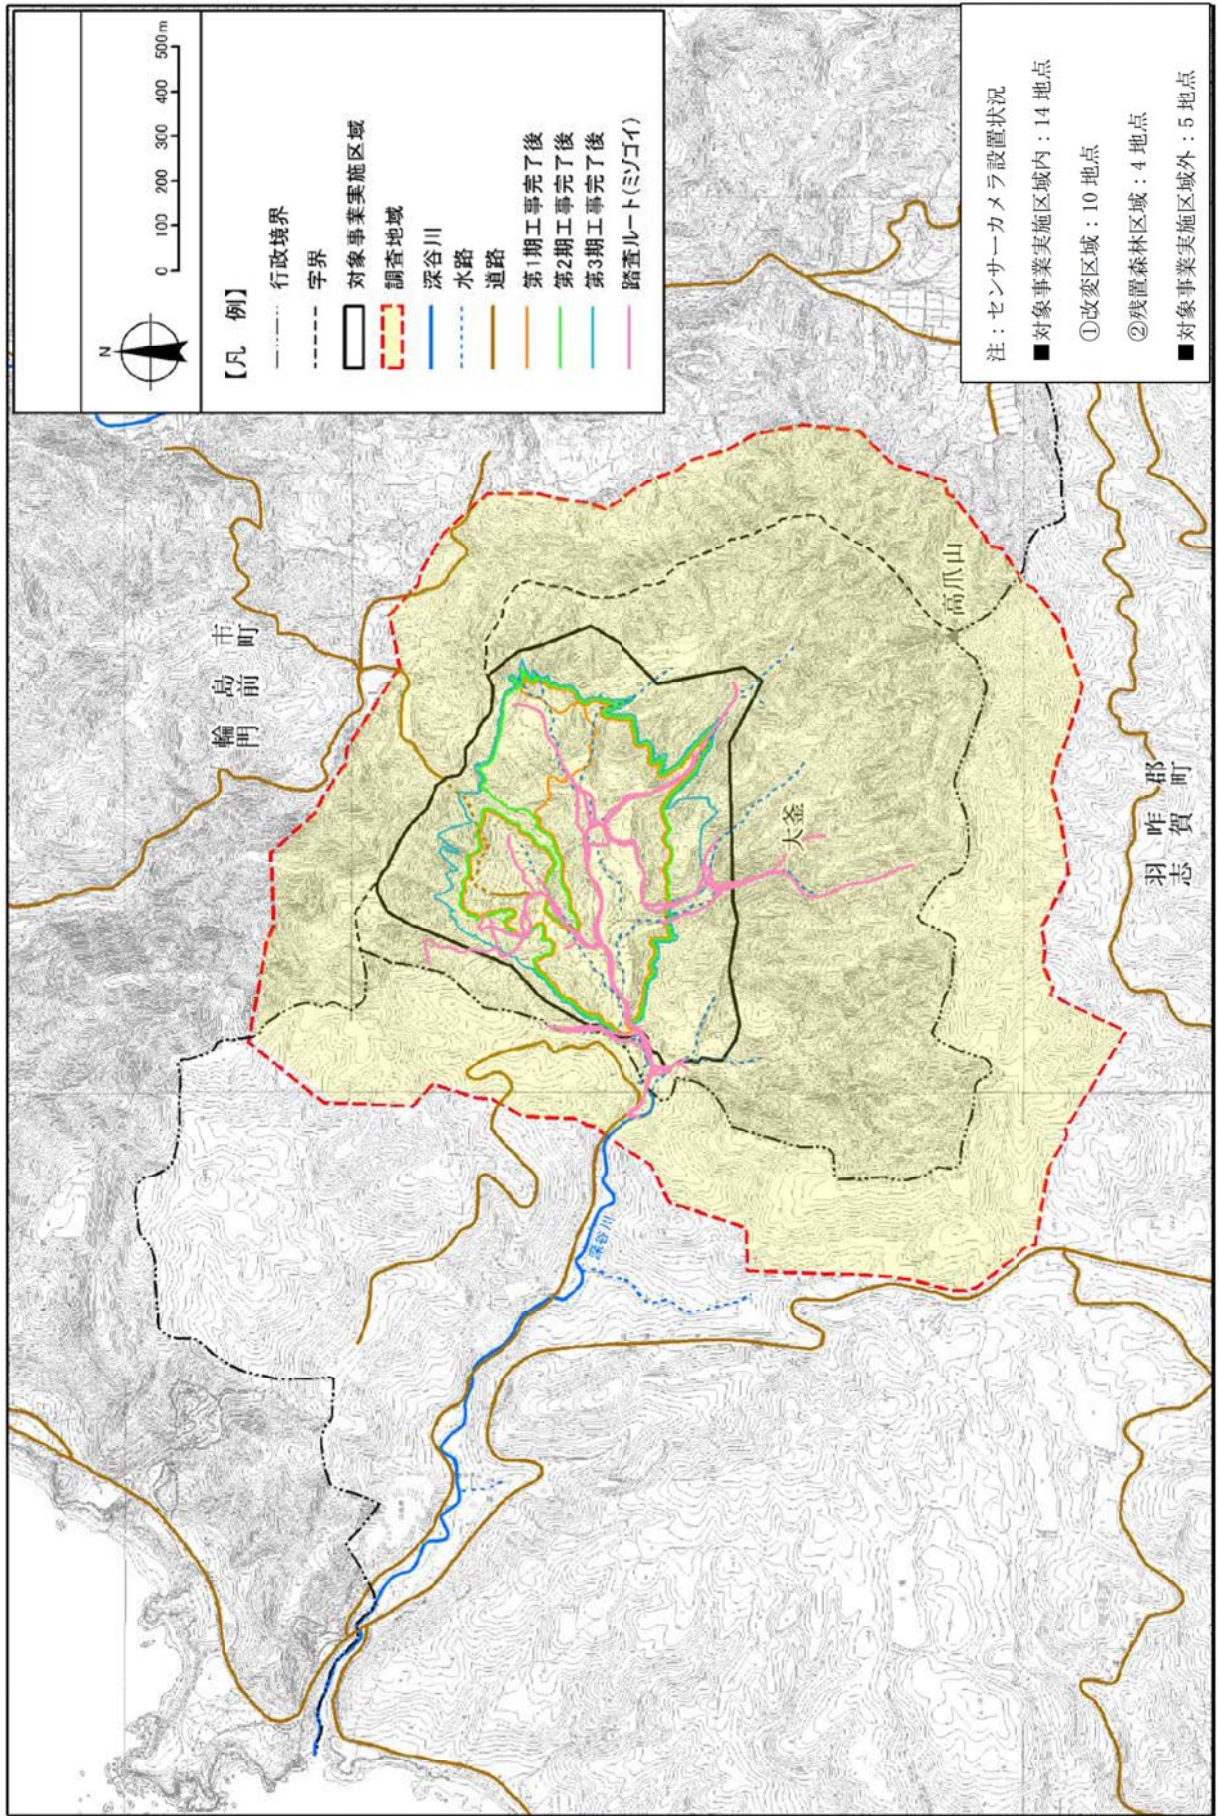 0 100 200 300 400 500m
N
【凡 例】
行政境界
字界
対象事業実施区域
調査地域
深谷川
水路
道路
第1期工事完了後
第2期工事完了後
第3期工事完了後
踏査ルート(ミゾゴイ)
輪島市
門前町
高爪山
大釜
深谷川
羽咋郡
志賀町
注：センサーカメラ設置状況
■対象事業実施区域内：14 地点
①改変区域：10 地点
②残置森林区域：4 地点
■対象事業実施区域外：5 地点